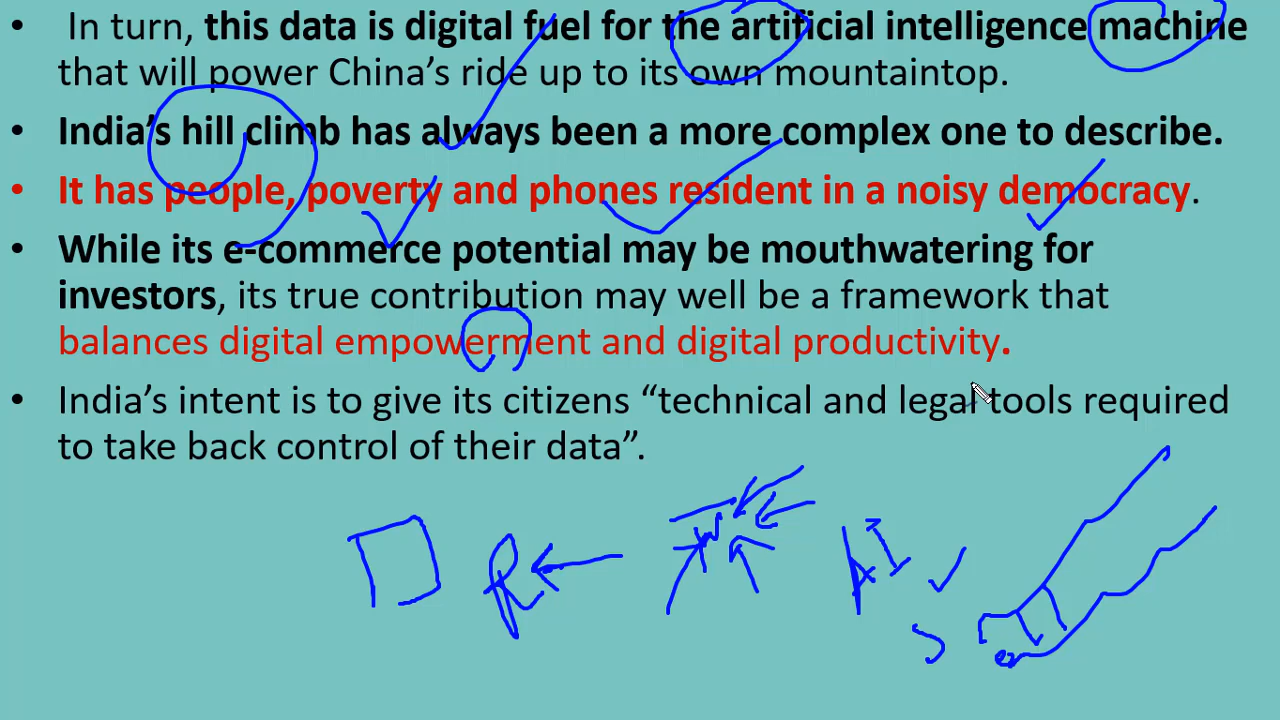 • In turn, this data is digital fuel for the artificial intelligence machine
that will power China’s ride up to its own mountaintop.
• India’s hill climb has always been a more complex one to describe.
• It has people, poverty and phones resident in a noisy democracy.
• While its e-commerce potential may be mouthwatering for
investors, its true contribution may well be a framework that
balances digital empowerment and digital productivity.
• India’s intent is to give its citizens “technical and legal tools required
to take back control of their data”.